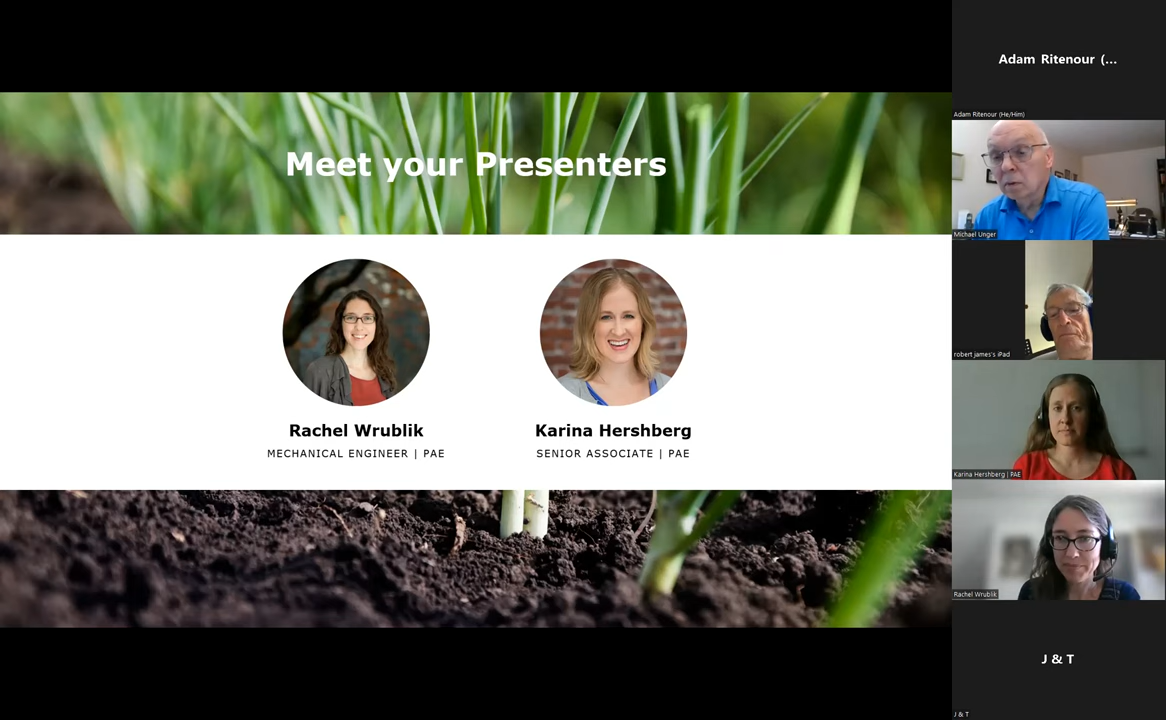 Meet your Presenters
Rachel Wrublik
MECHANICAL ENGINEER | PAE
Karina Hershberg
SENIOR ASSOCIATE | PAE
Adam Ritenour (...
Adam Ritenour (He/Him)
Michael Unger
robert james's iPad
Karina Hershberg | PAE
Rachel Wrublik
J & T
J & T